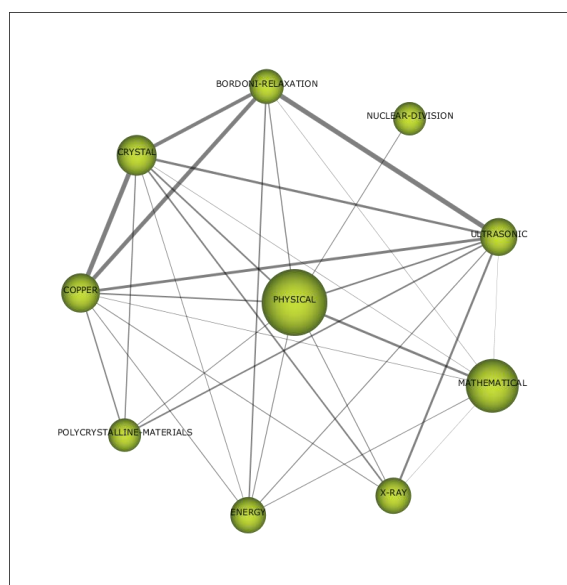 BORDONI-RELAXATION
NUCLEAR-DIVISION
CRYSTAL
ULTRASONIC
COPPER
PHYSICAL
MATHEMATICAL
POLYCRYSTALLINE-MATERIALS
X-RAY
ENERGY